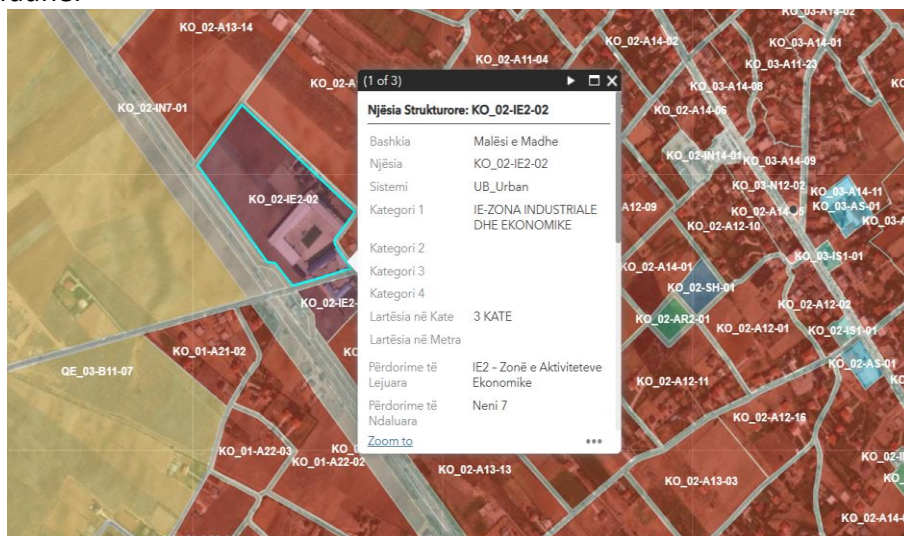 KO_02-A13-14
KO_02-A11-04
KO_02-A14-02
KO_03-A14-01
KO_03-A11-23
KO_03-A14-08
KO_02-IN7-01
KO_02-A14-06
(1 of 3)
Njësia Strukturore: KO_02-IE2-02
Bashkia Malësi e Madhe
Njësia KO_02-IE2-02
Sistemi UB_Urban
Kategori 1 IE-ZONA INDUSTRIALE
DHE EKONOMIKE
Kategori 2
Kategori 3
Kategori 4
Lartësia në Kate 3 KATE
Lartësia në Metra
Përdorime të
Lejuara
IE2 - Zonë e Aktiviteteve
Ekonomike
Përdorime të
Ndaluara
Neni 7
Zoom to
KO_02-IN14-01
KO_03-A14-09
KO_03-N12-02
KO_03-A14-11
KO_03-AS-01
KO_02-IE2-02
A12-09
KO_02-A12-10
KO_03-IS1-01
KO_02-A14-01
KO_02-SH-01
KO_02-A12-02
KO_02-AR2-01
KO_02-A12-01
KO_02-IS1-01
KO_01-A21-02
KO_02-AS-01
QE_03-B11-07
KO_02-A12-11
KO_02-A12-16
KO_01-A22-03
KO_01-A22-02
KO_02-A13-13
KO_02-A13-03